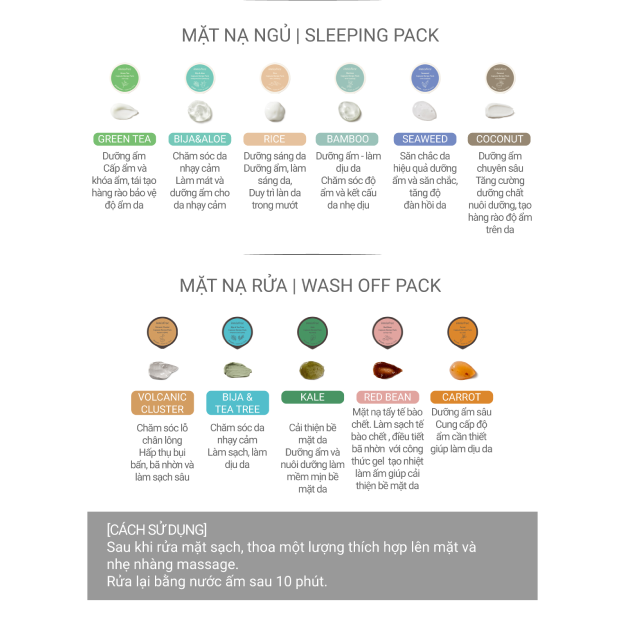 MẶT NẠ NGỦ | SLEEPING PACK
GREEN TEA
Dưỡng ẩm
Cấp ẩm và
khóa ẩm, tái tạo
hàng rào bảo vệ
độ ẩm da
BIJA&ALOE
Chăm sóc da
nhạy cảm
Làm mát và
dưỡng ẩm cho
da nhạy cảm
RICE
Dưỡng sáng da
Dưỡng ẩm, làm
sáng da,
Duy trì làn da
trong mướt
BAMBOO
Dưỡng ẩm - làm
dịu da
Chăm sóc độ
ẩm và kết cấu
da nhẹ dịu
SEAWEED
Săn chắc da
hiệu quả dưỡng
ẩm và săn chắc,
tăng độ
đàn hồi da
COCONUT
Dưỡng ẩm
chuyên sâu
Tăng cường
dưỡng chất
nuôi dưỡng, tạo
hàng rào độ ẩm
trên da
MẶT NẠ RỬA | WASH OFF PACK
VOLCANIC
CLUSTER
Chăm sóc lỗ
chân lông
Hấp thụ bụi
bẩn, bã nhờn và
làm sạch sâu
BIJA &
TEA TREE
Chăm sóc da
nhạy cảm
Làm sạch, làm
dịu da
KALE
Cải thiện bề
mặt da
Dưỡng ẩm và
nuôi dưỡng làm
mềm mịn bề
mặt da
RED BEAN
Mặt nạ tẩy tế bào
chết. Làm sạch tế
bào chết , điều tiết
bã nhờn với công
thức gel tạo nhiệt
làm ấm giúp cải
thiện bề mặt da
CARROT
Dưỡng ẩm sâu
Cung cấp độ
ẩm cần thiết
giúp làm dịu da
[CÁCH SỬ DỤNG]
Sau khi rửa mặt sạch, thoa một lượng thích hợp lên mặt và
nhẹ nhàng massage.
Rửa lại bằng nước ấm sau 10 phút.